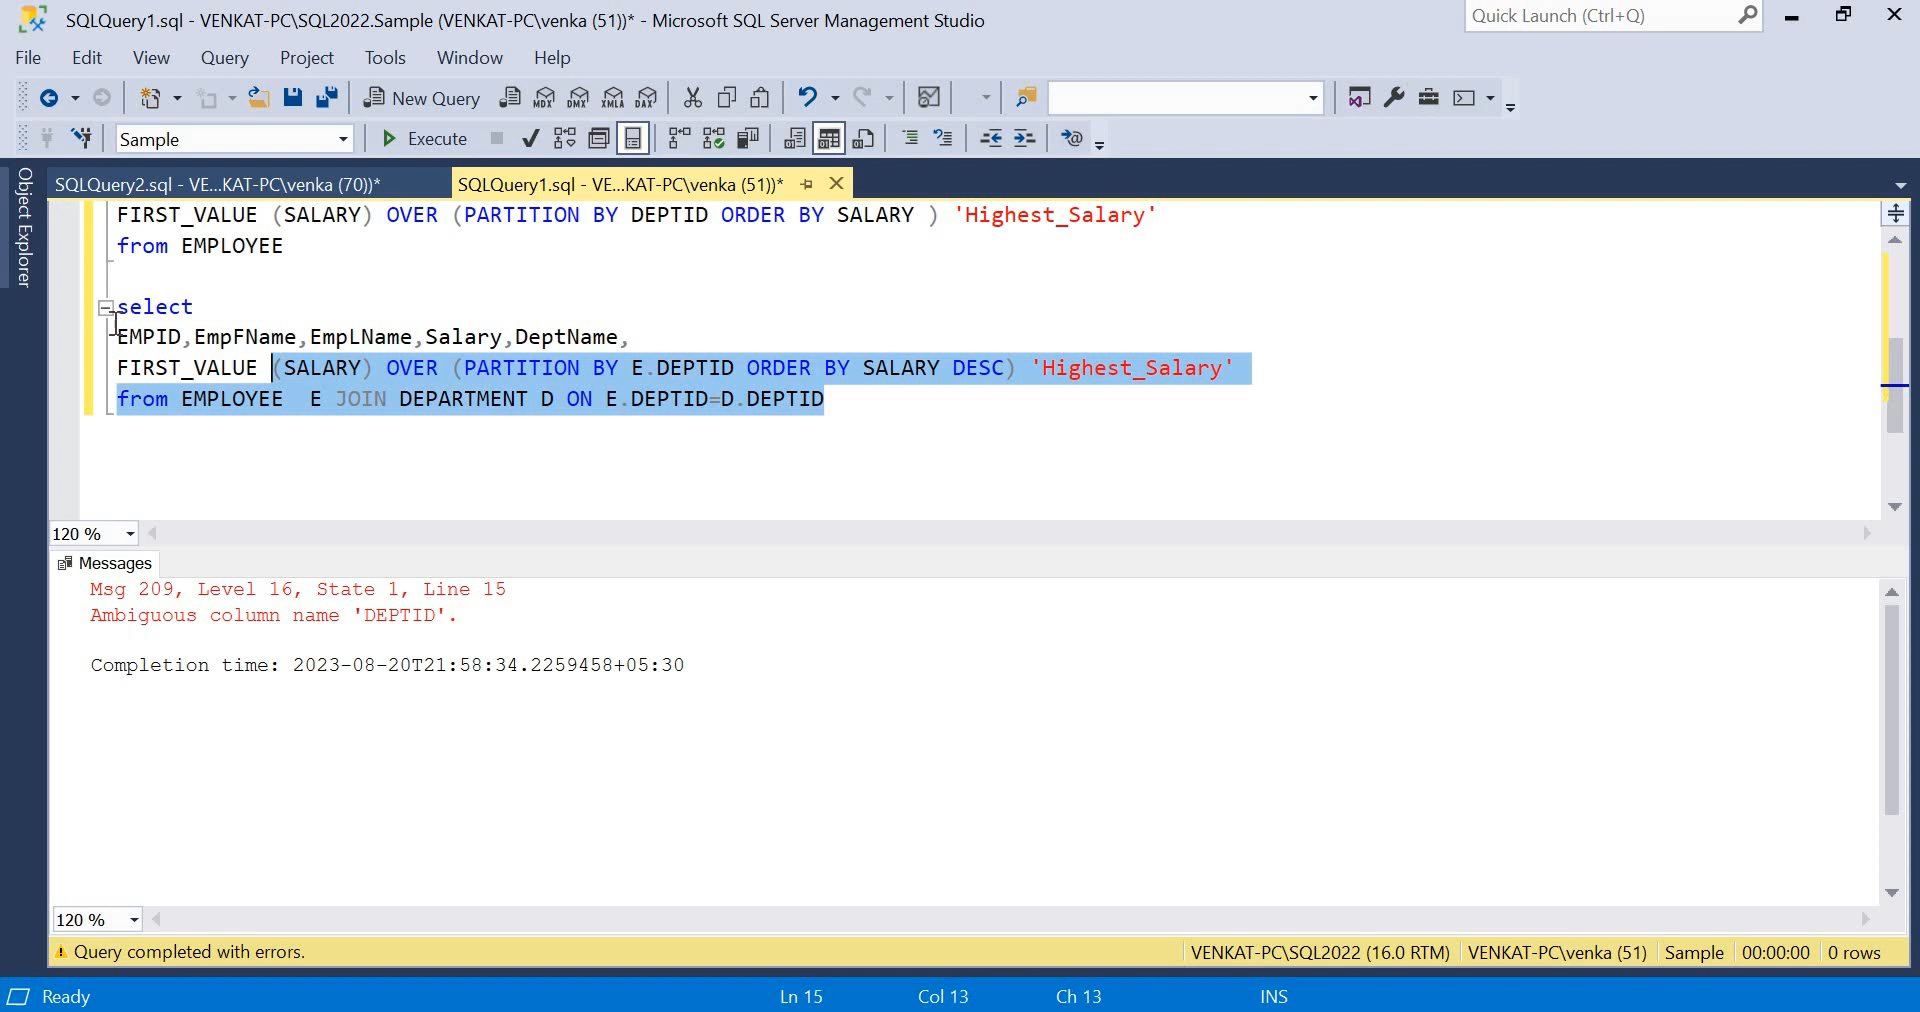 SQLQuery1.sql - VENKAT-PC\SQL2022.Sample (VENKAT-PC\venka (51))* - Microsoft SQL Server Management Studio
Quick Launch (Ctrl+Q)
File Edit View Query Project Tools Window Help
New Query MDX DMX XMLA DAX
Sample Execute
Object Explorer
SQLQuery2.sql - VE...KAT-PC\venka (70))* SQLQuery1.sql - VE...KAT-PC\venka (51))*
FIRST_VALUE (SALARY) OVER (PARTITION BY DEPTID ORDER BY SALARY ) 'Highest_Salary'
from EMPLOYEE
select
EMPID,EmpFName,EmpLName,Salary,DeptName,
FIRST_VALUE (SALARY) OVER (PARTITION BY E.DEPTID ORDER BY SALARY DESC) 'Highest_Salary'
from EMPLOYEE  E JOIN DEPARTMENT D ON E.DEPTID=D.DEPTID
120 %
Messages
Msg 209, Level 16, State 1, Line 15
Ambiguous column name 'DEPTID'.
Completion time: 2023-08-20T21:58:34.2259458+05:30
120 %
Query completed with errors. VENKAT-PC\SQL2022 (16.0 RTM) VENKAT-PC\venka (51) Sample 00:00:00 0 rows
Ready Ln 15 Col 13 Ch 13 INS